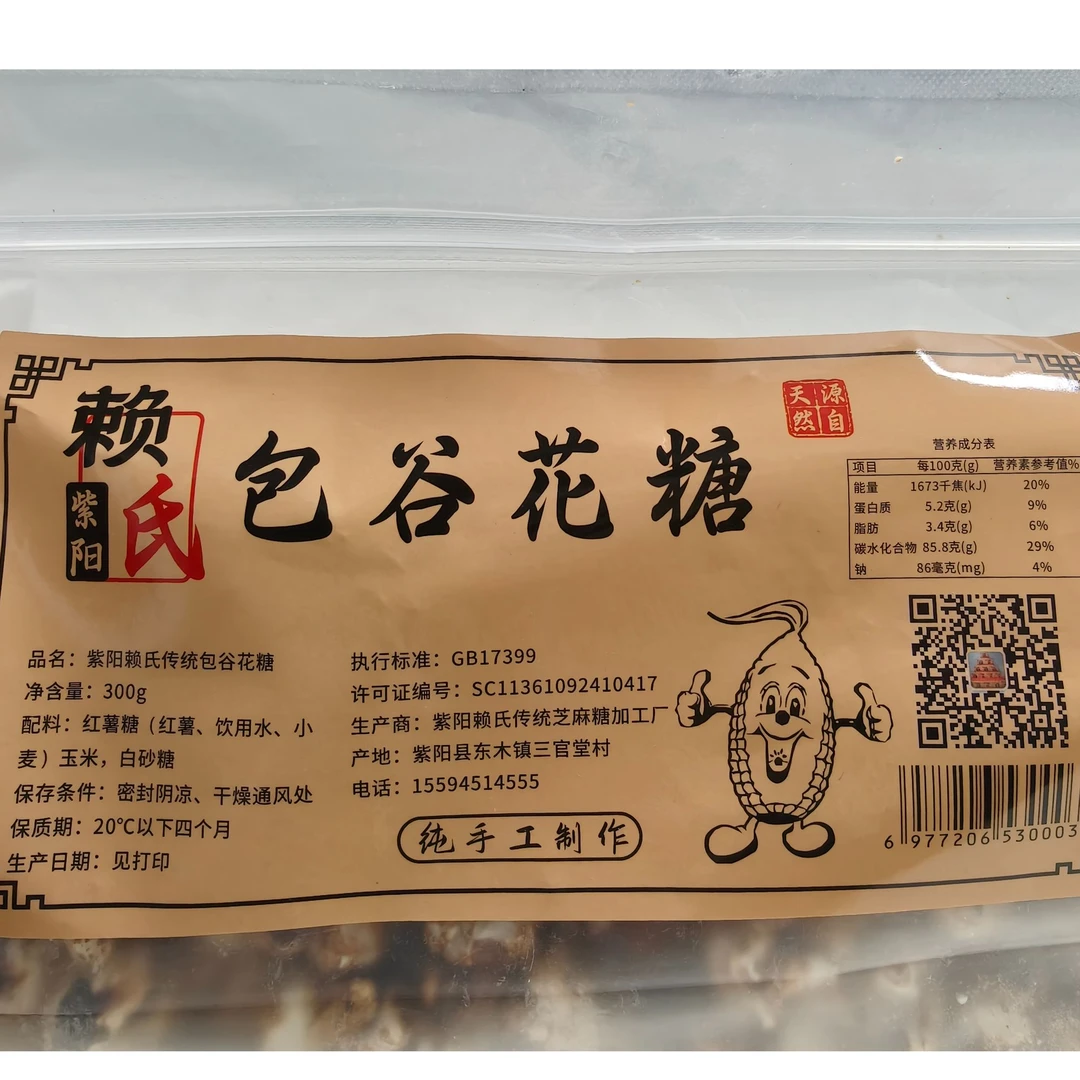 赖氏
紫阳
包谷花糖
源自
天然
营养成分表
项目 每100克(g) 营养素参考值%
能量 1673千焦(kJ) 20%
蛋白质 5.2克(g) 9%
脂肪 3.4克(g) 6%
碳水化合物 85.8克(g) 29%
钠 86毫克(mg) 4%
品名：紫阳赖氏传统包谷花糖
净含量：300g
配料：红薯糖（红薯、饮用水、小
麦）玉米，白砂糖
保存条件：密封阴凉、干燥通风处
保质期：20℃以下四个月
生产日期：见打印
执行标准：GB17399
许可证编号：SC11361092410417
生产商：紫阳赖氏传统芝麻糖加工厂
产地：紫阳县东木镇三官堂村
电话：15594514555
纯手工制作
6 977206 530003